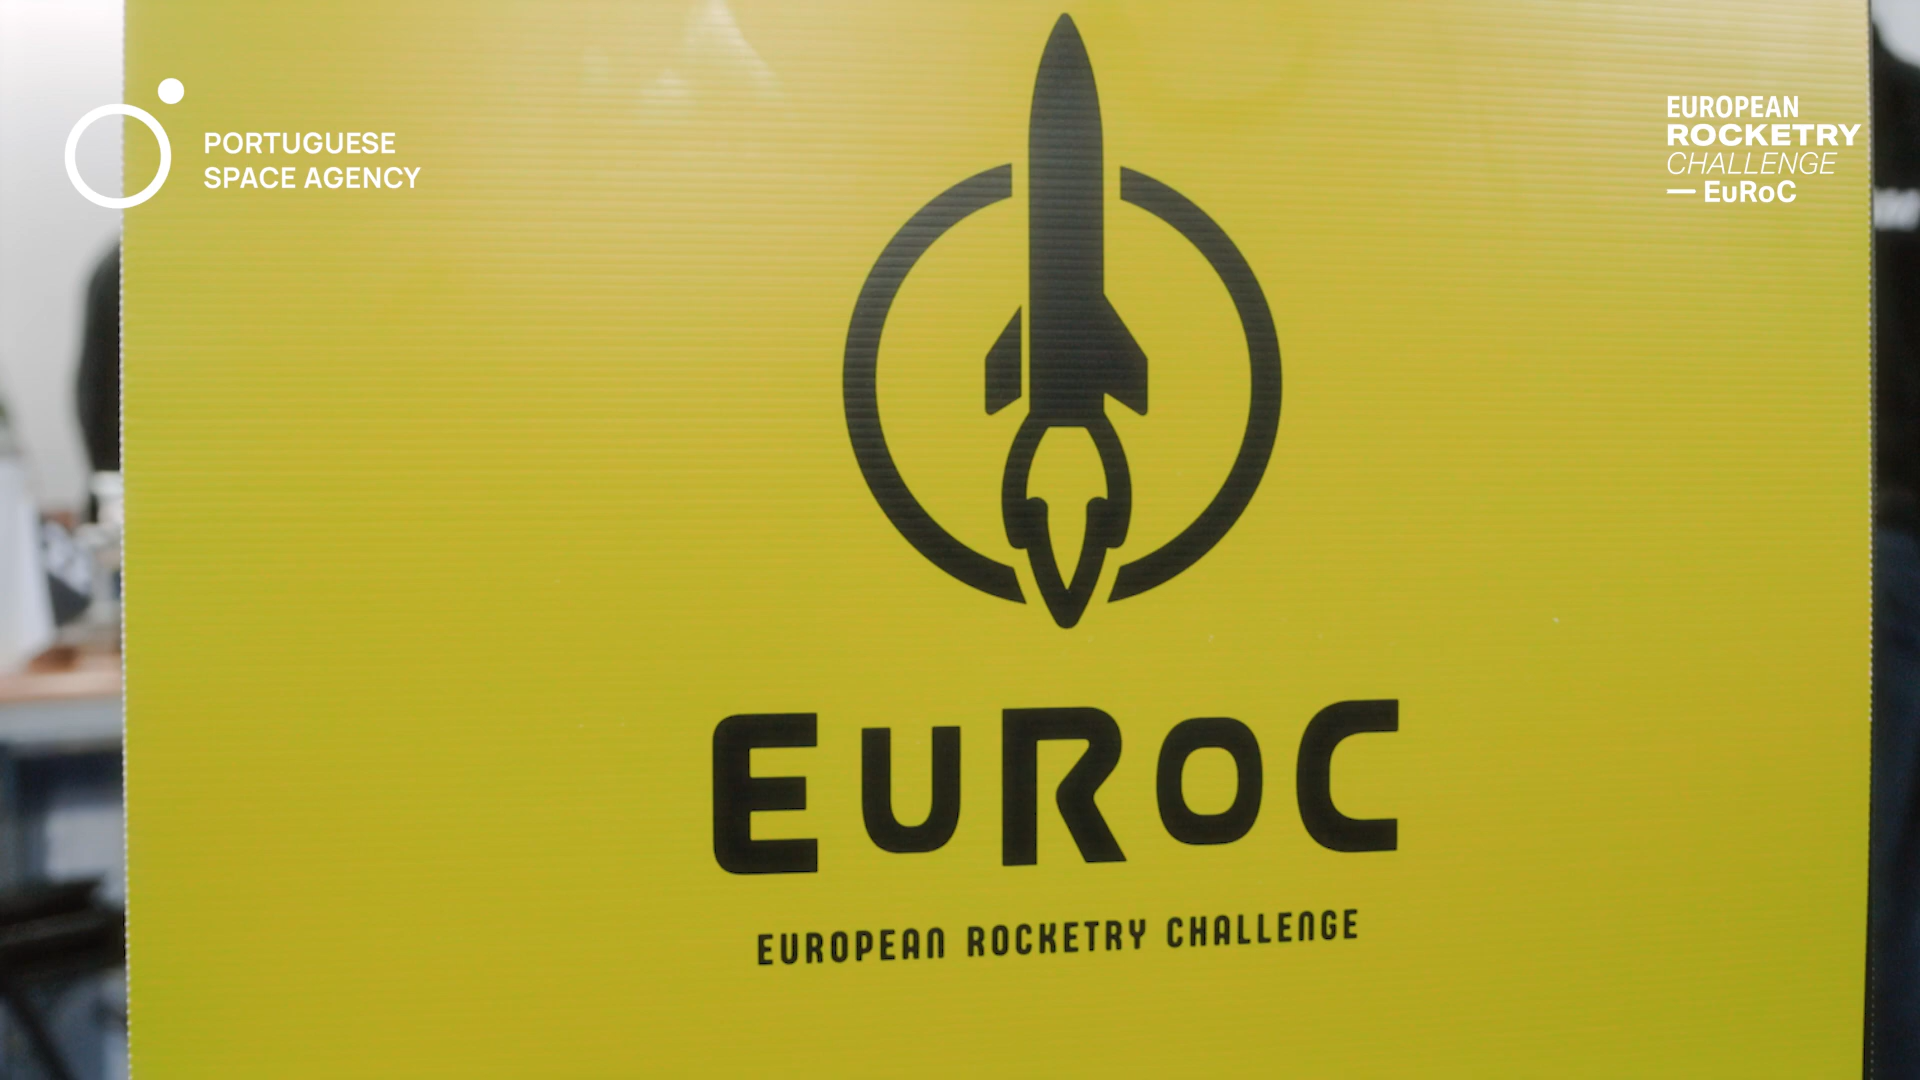 PORTUGUESE
SPACE AGENCY
EUROPEAN
ROCKETRY
CHALLENGE
— EuRoC
EuRoC
EUROPEAN ROCKETRY CHALLENGE